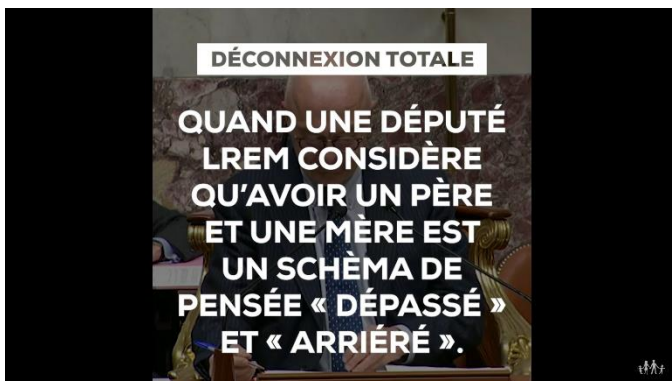 DÉCONNEXION TOTALE
QUAND UNE DÉPUTÉ
LREM CONSIDÈRE
QU'AVOIR UN PÈRE
ET UNE MÈRE EST
UN SCHÈMA DE
PENSÉE « DÉPASSÉ »
ET « ARRIÉRÉ ».